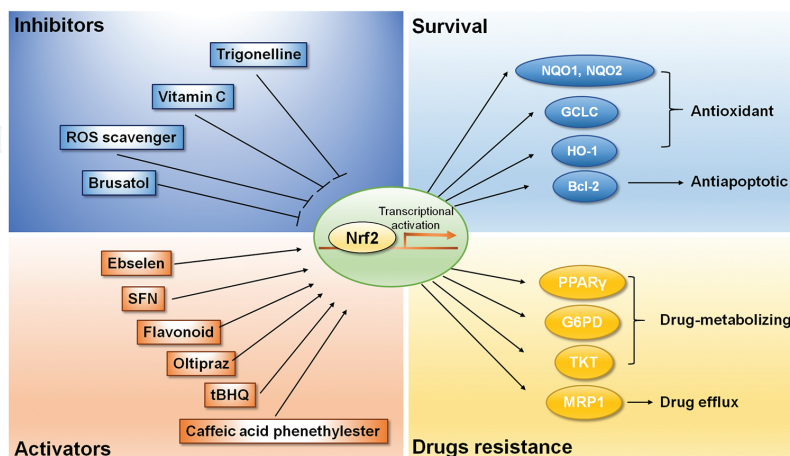 Inhibitors
Trigonelline
Vitamin C
ROS scavenger
Brusatol
Survival
NQO1, NQO2
GCLC
HO-1
Bcl-2
Antioxidant
Antiapoptotic
Nrf2
Transcriptional
activation
Ebselen
SFN
Flavonoid
Oltipraz
tBHQ
Caffeic acid phenethylester
Activators
PPARγ
G6PD
TKT
MRP1
Drug-metabolizing
Drug efflux
Drugs resistance